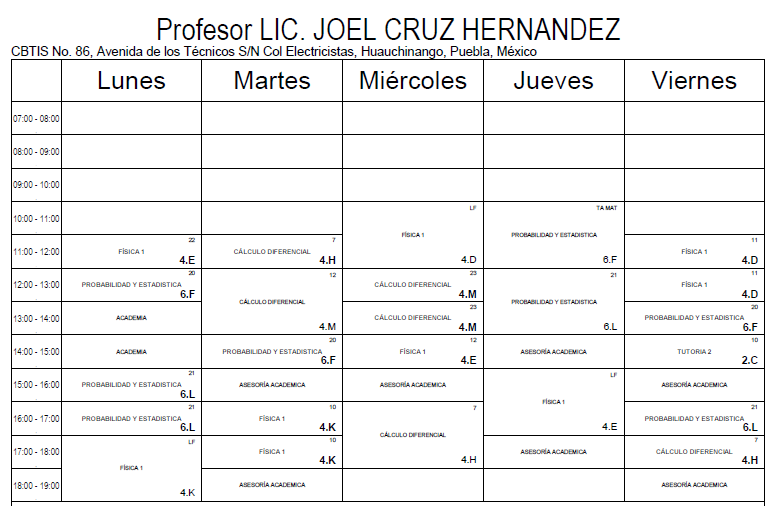 Profesor LIC. JOEL CRUZ HERNANDEZ
CBTIS No. 86, Avenida de los Técnicos S/N Col Electricistas, Huauchinango, Puebla, México
Lunes Martes Miércoles Jueves Viernes
07:00 - 08:00
08:00 - 09:00
09:00 - 10:00
10:00 - 11:00
LF
FÍSICA 1
4.D
TA MAT
PROBABILIDAD Y ESTADISTICA
6.F
11:00 - 12:00
22
FÍSICA 1
4.E
7
CÁLCULO DIFERENCIAL
4.H
11
FÍSICA 1
4.D
12:00 - 13:00
20
PROBABILIDAD Y ESTADISTICA
6.F
12
CÁLCULO DIFERENCIAL
4.M
23
CÁLCULO DIFERENCIAL
4.M
21
PROBABILIDAD Y ESTADISTICA
6.L
11
FÍSICA 1
4.D
13:00 - 14:00
ACADEMIA
23
CÁLCULO DIFERENCIAL
4.M
20
PROBABILIDAD Y ESTADISTICA
6.F
14:00 - 15:00
ACADEMIA
20
PROBABILIDAD Y ESTADISTICA
6.F
12
FÍSICA 1
4.E
ASESORÍA ACADEMICA
10
TUTORIA 2
2.C
15:00 - 16:00
21
PROBABILIDAD Y ESTADISTICA
6.L
ASESORÍA ACADEMICA
ASESORÍA ACADEMICA
LF
FÍSICA 1
4.E
ASESORÍA ACADEMICA
16:00 - 17:00
21
PROBABILIDAD Y ESTADISTICA
6.L
10
FÍSICA 1
4.K
7
CÁLCULO DIFERENCIAL
4.H
21
PROBABILIDAD Y ESTADISTICA
6.L
17:00 - 18:00
LF
FÍSICA 1
4.K
10
FÍSICA 1
4.K
ASESORÍA ACADEMICA
7
CÁLCULO DIFERENCIAL
4.H
18:00 - 19:00
ASESORÍA ACADEMICA
ASESORÍA ACADEMICA